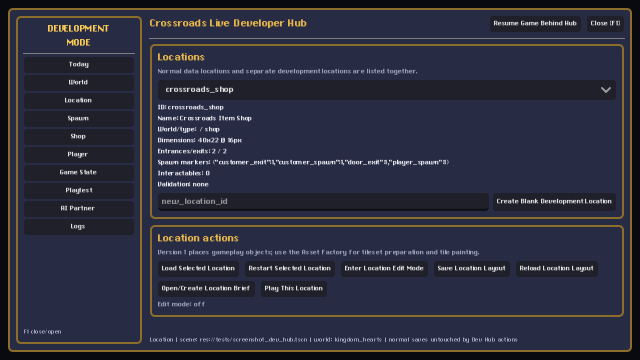 DEVELOPMENT
MODE
Today
World
Location
Spawn
Shop
Player
Game State
Playtest
AI Partner
Logs
F1 close/open
Crossroads Live Developer Hub
Resume Game Behind Hub
Close [F1]
Locations
Normal data locations and separate development locations are listed together.
crossroads_shop
ID: crossroads_shop
Name: Crossroads Item Shop
World/type: / shop
Dimensions: 40x22 @ 16px
Entrances/exits: 2 / 2
Spawn markers: {"customer_exit":1,"customer_spawn":1,"door_exit":1,"player_spawn":1}
Interactables: 0
Validation: none
new_location_id
Create Blank Development Location
Location actions
Version 1 places gameplay objects; use the Asset Factory for tileset preparation and tile painting.
Load Selected Location
Restart Selected Location
Enter Location Edit Mode
Save Location Layout
Reload Location Layout
Open/Create Location Brief
Play This Location
Edit mode: off
Location | scene: res://tests/screenshot_dev_hub.tscn | world: kingdom_hearts | normal saves untouched by Dev Hub actions